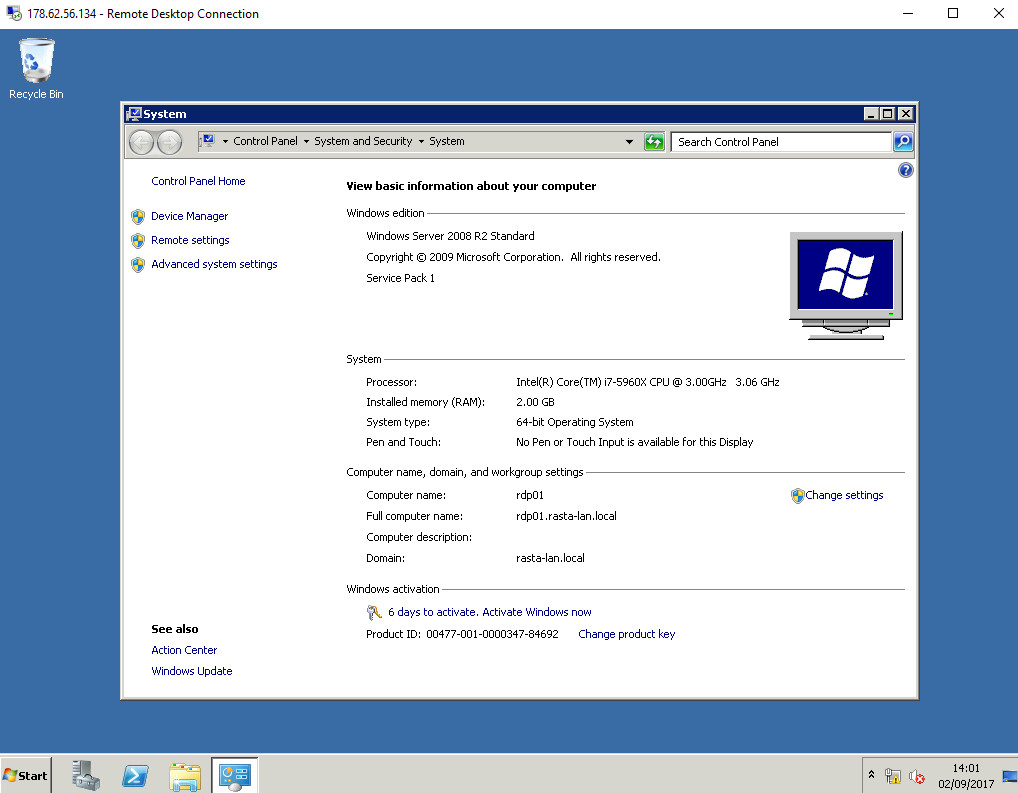 178.62.56.134 - Remote Desktop Connection
Recycle Bin
System
Control Panel System and Security System
Search Control Panel
Control Panel Home
Device Manager
Remote settings
Advanced system settings
View basic information about your computer
Windows edition
Windows Server 2008 R2 Standard
Copyright © 2009 Microsoft Corporation. All rights reserved.
Service Pack 1
System
Processor: Intel(R) Core(TM) i7-5960X CPU @ 3.00GHz 3.06 GHz
Installed memory (RAM): 2.00 GB
System type: 64-bit Operating System
Pen and Touch: No Pen or Touch Input is available for this Display
Computer name, domain, and workgroup settings
Computer name: rdp01
Change settings
Full computer name: rdp01.rasta-lan.local
Computer description:
Domain: rasta-lan.local
Windows activation
6 days to activate. Activate Windows now
Product ID: 00477-001-0000347-84692 Change product key
See also
Action Center
Windows Update
Start
14:01
02/09/2017